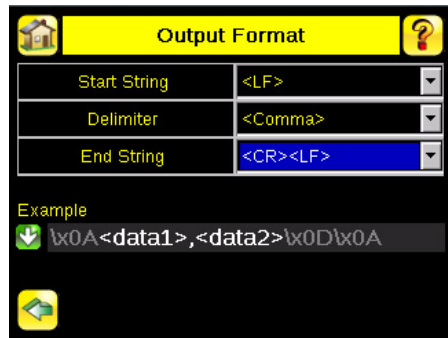 Output Format
?
Start String <LF>
Delimiter <Comma>
End String <CR><LF>
Example
\x0A<data1>,<data2>\x0D\x0A